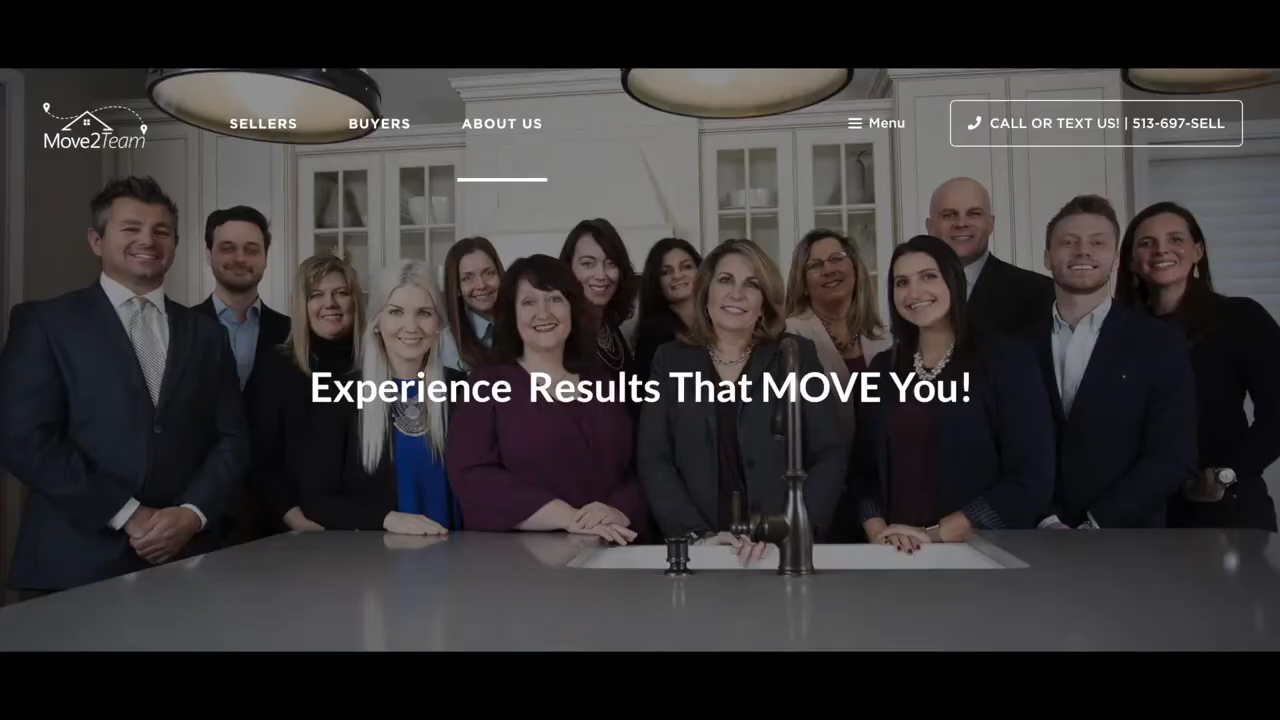 SELLERS
BUYERS
ABOUT US
Menu
CALL OR TEXT US! | 513-697-SELL
Move2Team
Experience Results That MOVE You!